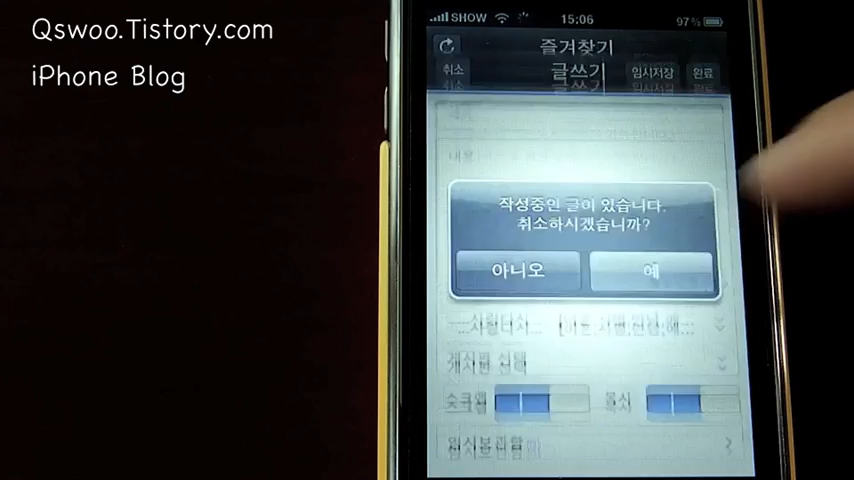 Qswoo.Tistory.com
iPhone Blog
SHOW 15:06 97%
즐겨찾기
취소 글쓰기 임시저장 완료
내용
작성중인 글이 있습니다.
취소하시겠습니까?
아니오 예
게시판 선택